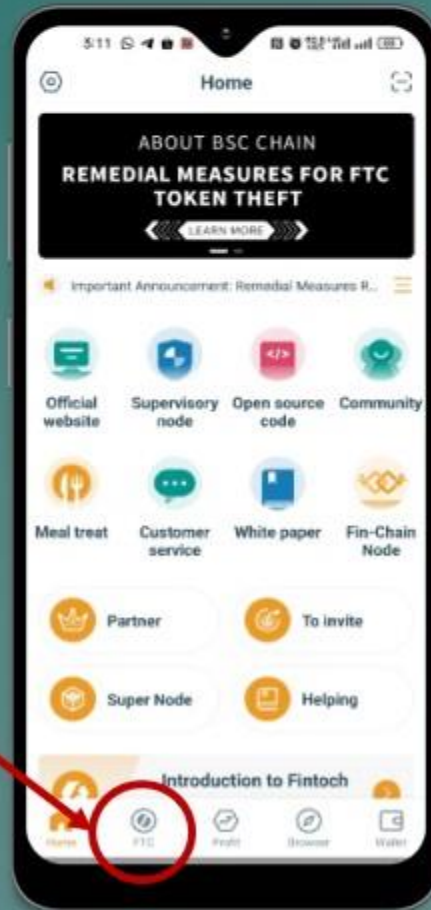 5:11
Home
ABOUT BSC CHAIN
REMEDIAL MEASURES FOR FTC
TOKEN THEFT
LEARN MORE
Important Announcement: Remedial Measures R...
Official
website
Supervisory
node
Open source
code
Community
Meal treat
Customer
service
White paper
Fin-Chain
Node
Partner
To invite
Super Node
Helping
Introduction to Fintoch
Home
FTC
Profit
Browser
Wallet